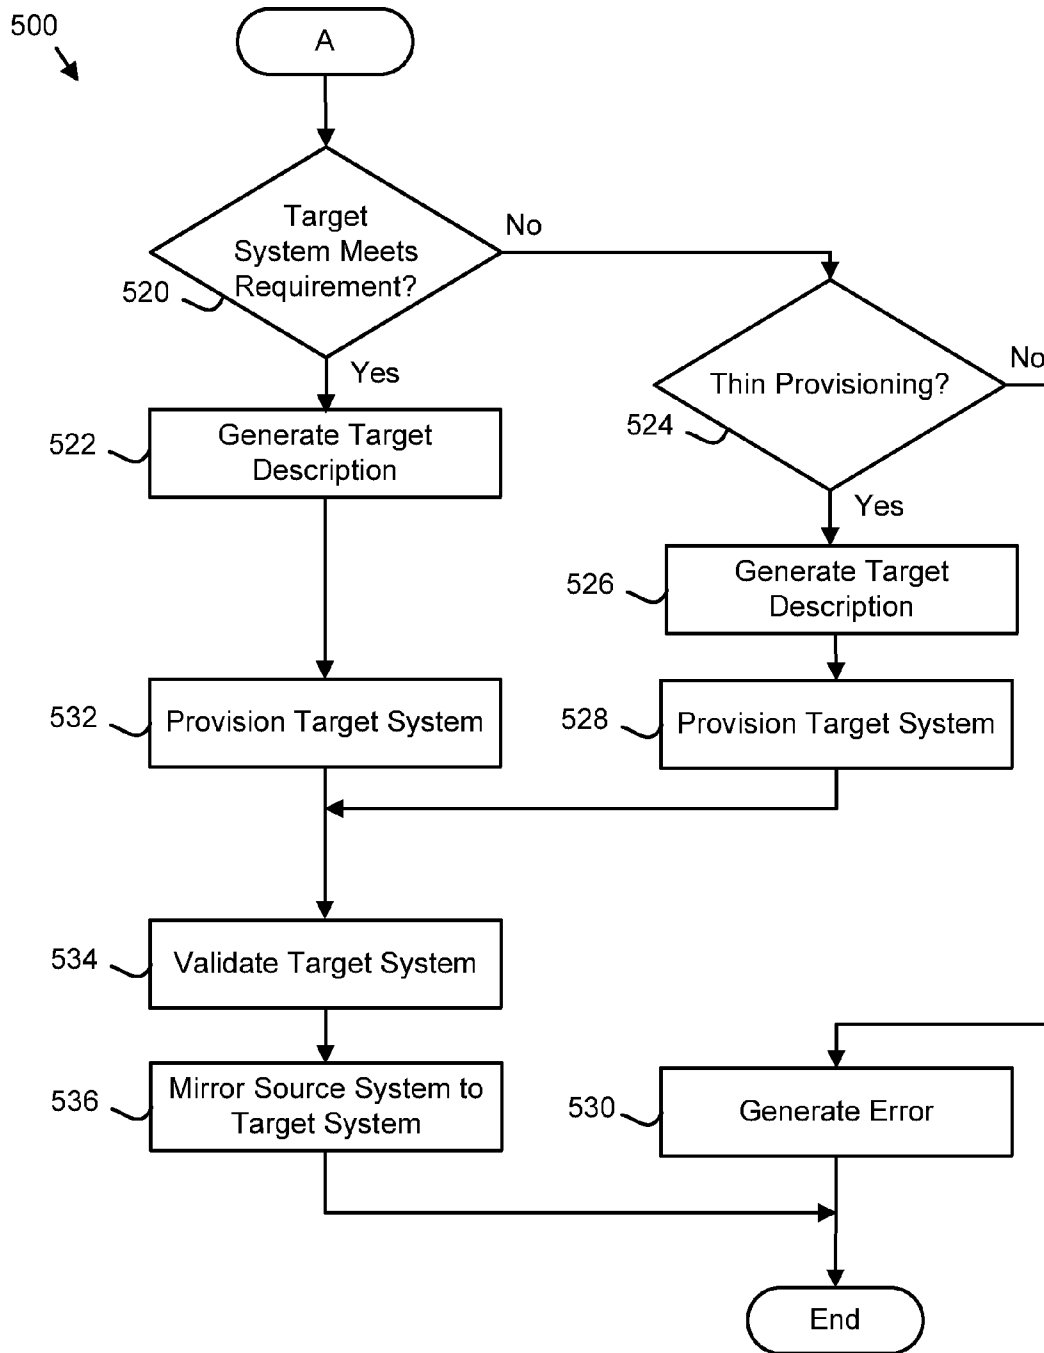 500
A
Target
System Meets
Requirement?
520
No
Yes
Thin Provisioning?
524
No
Yes
522
Generate Target
Description
526
Generate Target
Description
532
Provision Target System
528
Provision Target System
534
Validate Target System
536
Mirror Source System to
Target System
530
Generate Error
End